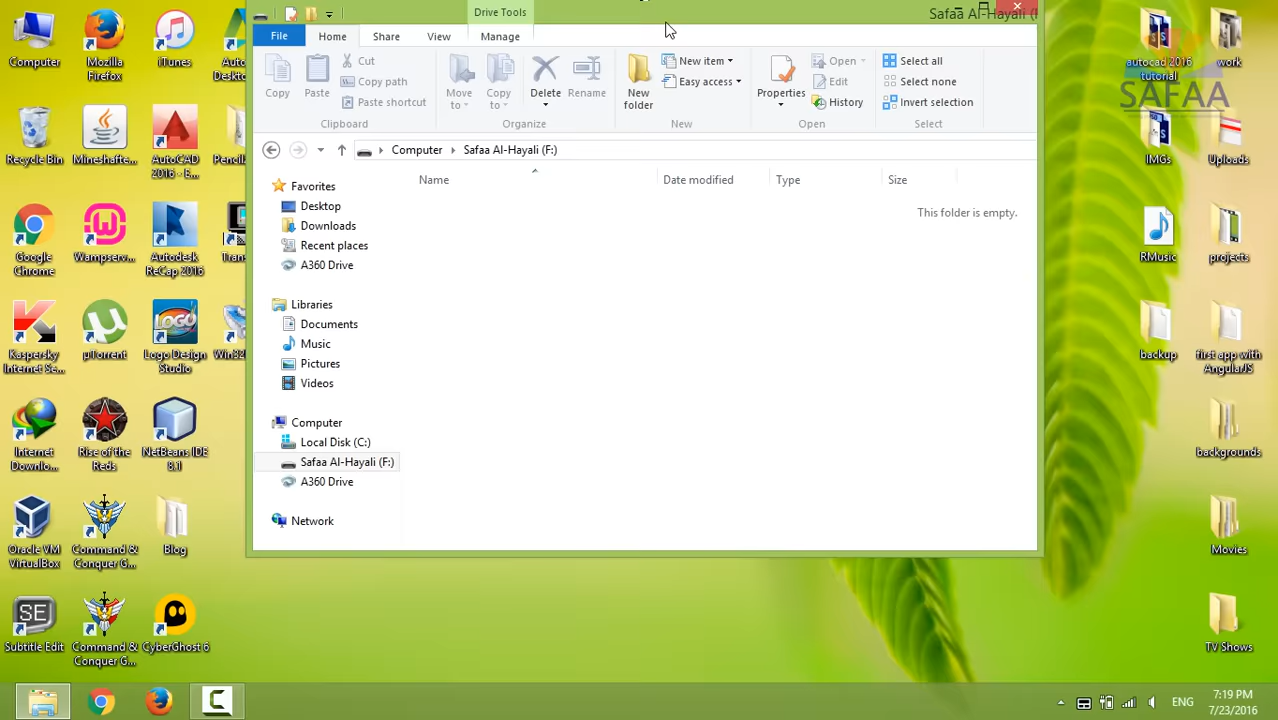 Drive Tools
Safaa Al-Hayali (
File
Home
Share
View
Manage
Copy
Paste
Cut
Copy path
Paste shortcut
Clipboard
Move to
Copy to
Delete
Rename
Organize
New folder
New item
Easy access
New
Properties
Open
Edit
History
Open
Select all
Select none
Invert selection
Select
Computer
Safaa Al-Hayali (F:)
Name
Date modified
Type
Size
This folder is empty.
Favorites
Desktop
Downloads
Recent places
A360 Drive
Libraries
Documents
Music
Pictures
Videos
Computer
Local Disk (C:)
Safaa Al-Hayali (F:)
A360 Drive
Network
Computer
Mozilla
Firefox
iTunes
Recycle Bin
Mineshafte...
AutoCAD
2016 - E...
Google
Chrome
Wampserv...
Autodesk
ReCap 2016
Kaspersky
Internet Se...
µTorrent
LOGO
Logo Design
Studio
Internet
Downlo...
Rise of the
Reds
NetBeans IDE
8.1
Oracle VM
VirtualBox
Command &
Conquer G...
Blog
SE
Subtitle Edit
Command &
Conquer G...
CyberGhost 6
autocad 2016
tutorial
work
SAFAA
IMGs
Uploads
RMusic
projects
backup
first app with
AngularJS
backgrounds
Movies
TV Shows
ENG
7:19 PM
7/23/2016